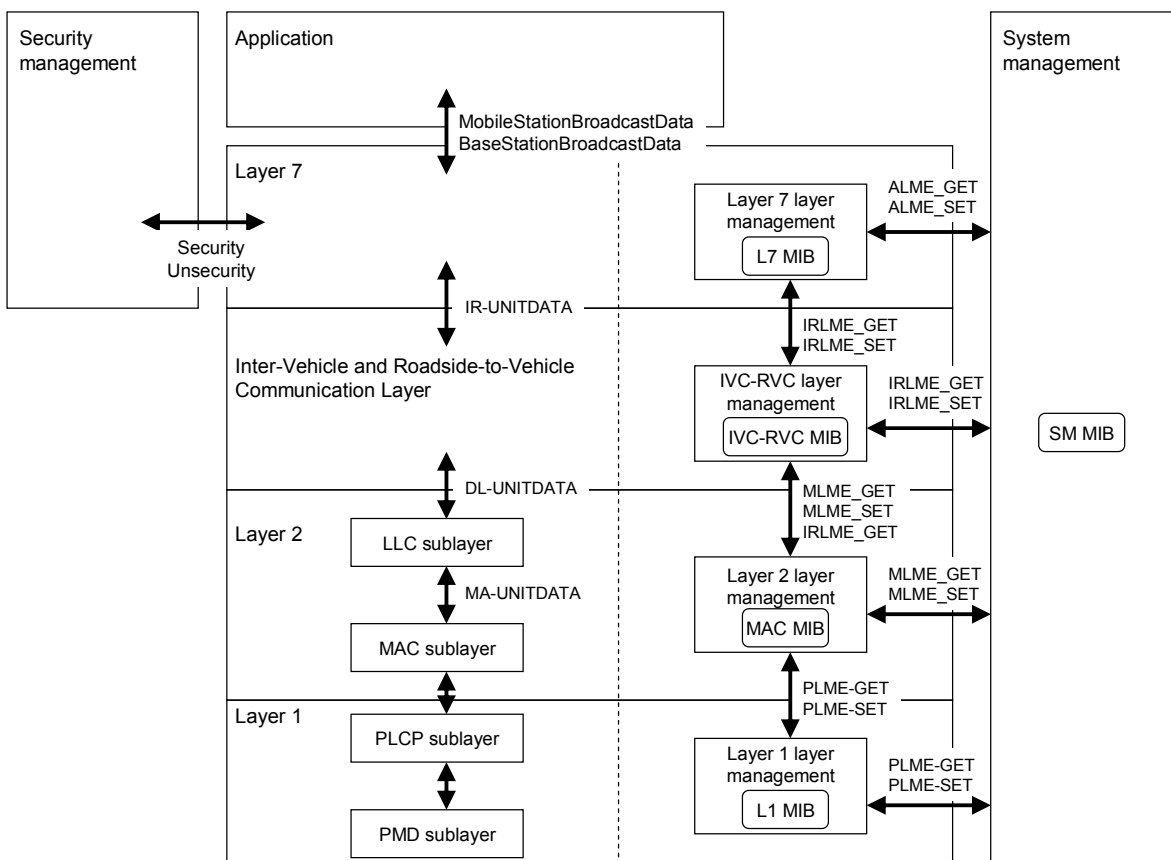 Security
management
Application
System
management
MobileStationBroadcastData
BaseStationBroadcastData
Layer 7
Security
Unsecurity
Layer 7 layer
management
L7 MIB
ALME_GET
ALME_SET
IR-UNITDATA
IRLME_GET
IRLME_SET
Inter-Vehicle and Roadside-to-Vehicle
Communication Layer
IVC-RVC layer
management
IVC-RVC MIB
IRLME_GET
IRLME_SET
SM MIB
DL-UNITDATA
MLME_GET
MLME_SET
IRLME_GET
Layer 2
LLC sublayer
MA-UNITDATA
MAC sublayer
Layer 2 layer
management
MAC MIB
MLME_GET
MLME_SET
PLME-GET
PLME-SET
Layer 1
PLCP sublayer
PMD sublayer
Layer 1 layer
management
L1 MIB
PLME-GET
PLME-SET